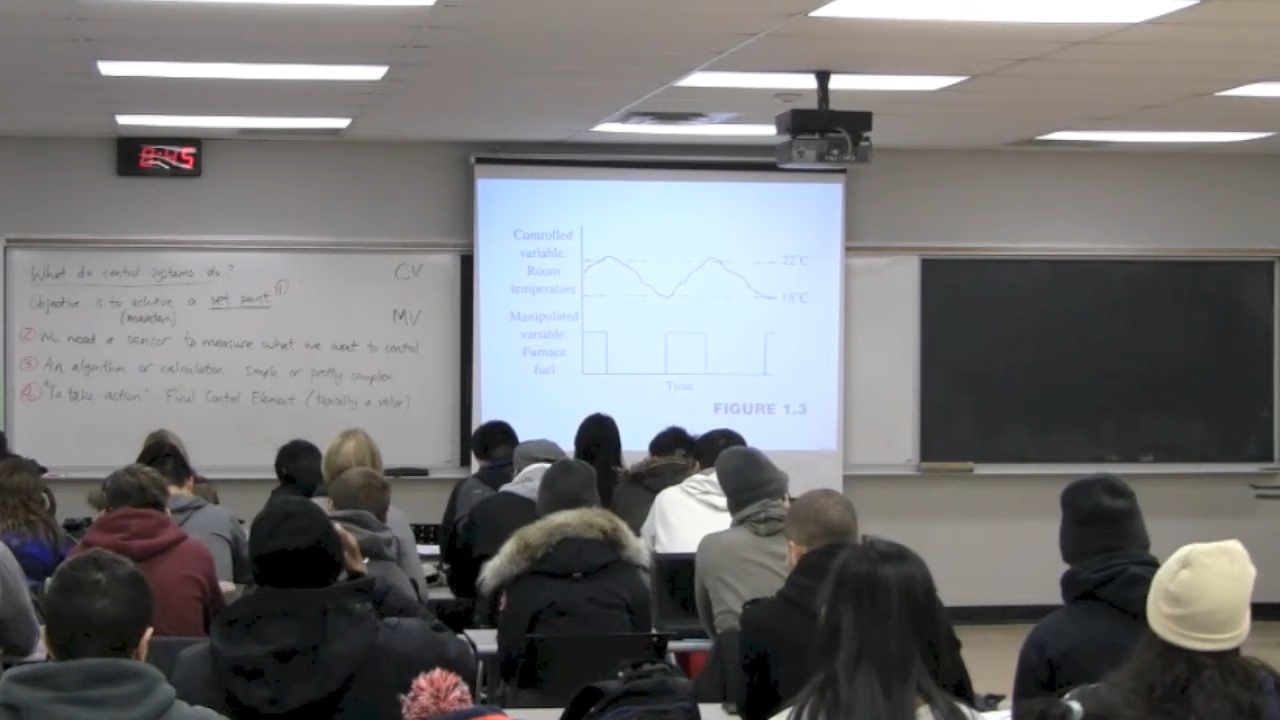 8:45
What do control systems do?
CV
Objective is to achieve a set point ①
(maintain)
MV
② We need a sensor to measure what we want to control
③ An algorithm or calculation simple or pretty complex
④ "To take action" Final Control Element (typically a valve)
Controlled
variable:
Room
temperature
22°C
18°C
Manipulated
variable:
Furnace
fuel
Time
FIGURE 1.3